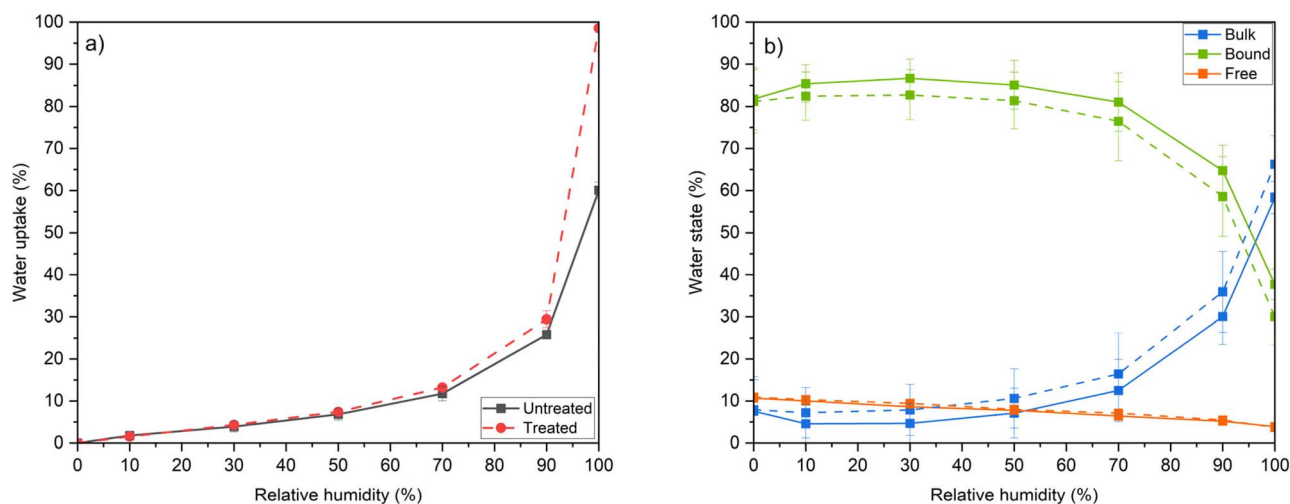 a)
Water uptake (%)
100
90
80
70
60
50
40
30
20
10
0
Untreated
Treated
0 10 20 30 40 50 60 70 80 90 100
Relative humidity (%)
b)
Water state (%)
100
90
80
70
60
50
40
30
20
10
0
Bulk
Bound
Free
0 10 20 30 40 50 60 70 80 90 100
Relative humidity (%)